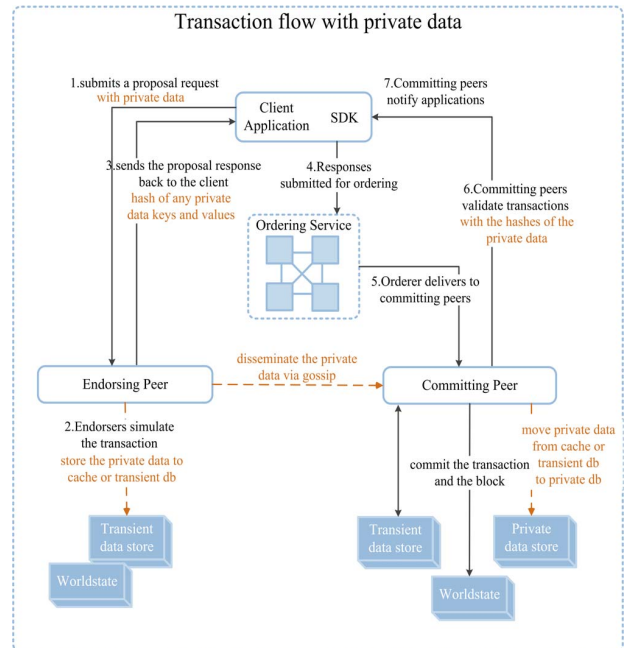 Transaction flow with private data
1.submits a proposal request
with private data
7.Committing peers
notify applications
Client
Application
SDK
3.sends the proposal response
back to the client
hash of any private
data keys and values
4.Responses
submitted for ordering
6.Committing peers
validate transactions
with the hashes of the
private data
Ordering Service
5.Orderer delivers to
committing peers
disseminate the private
data via gossip
Endorsing Peer
Committing Peer
2.Endorsers simulate
the transaction
store the private data to
cache or transient db
commit the transaction
and the block
move private data
from cache or
transient db
to private db
Transient
data store
Worldstate
Transient
data store
Private
data store
Worldstate